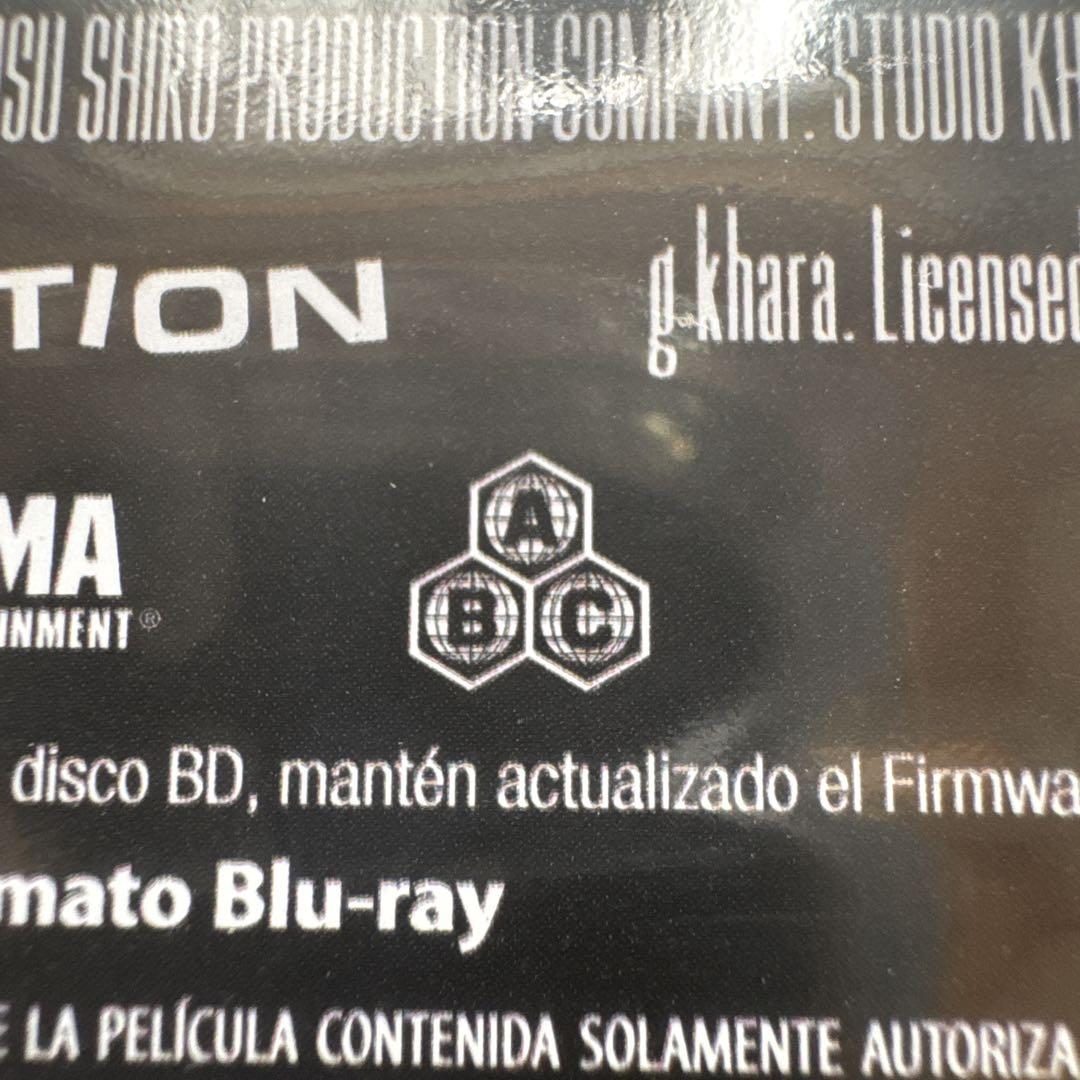 SU SHIRO PRODUCTION COMPANY. STUDIO KH
TION
g khara. Licensed
MA
INMENT®
A
B C
disco BD, mantén actualizado el Firmwa
mato Blu-ray
E LA PELÍCULA CONTENIDA SOLAMENTE AUTORIZA